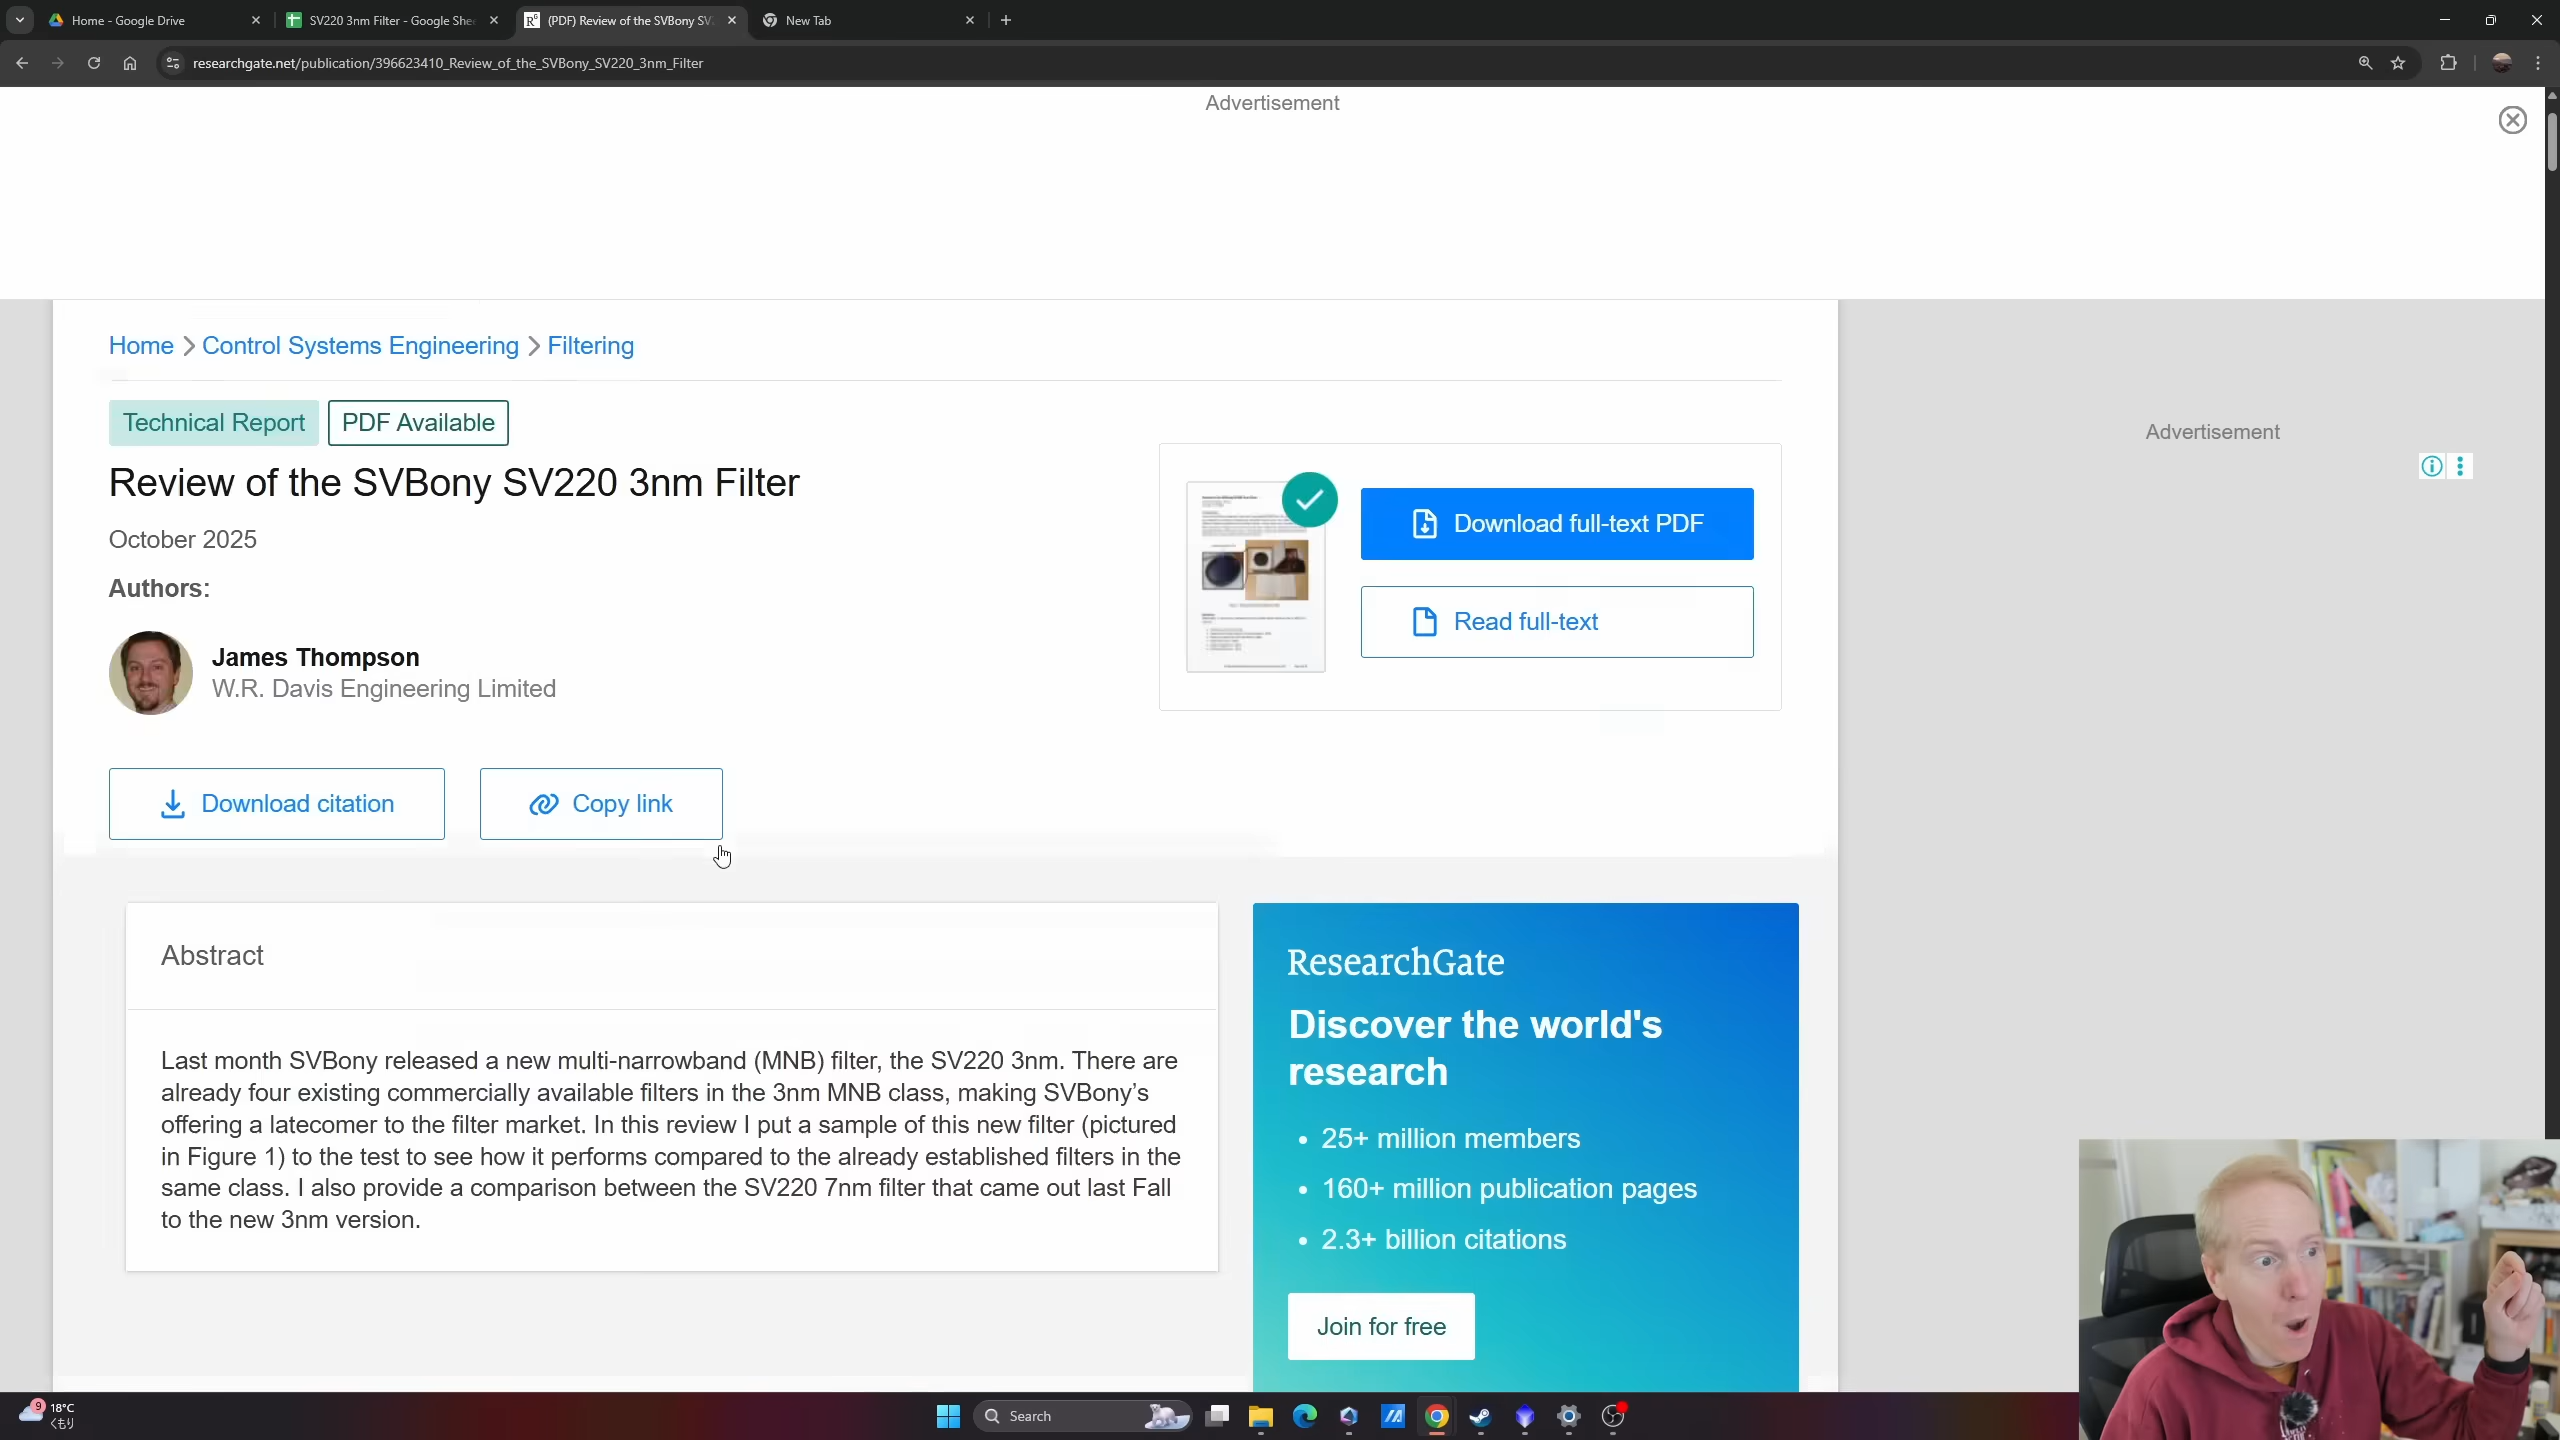 Home - Google Drive
SV220 3nm Filter - Google She
(PDF) Review of the SVBony SV
New Tab
researchgate.net/publication/396623410_Review_of_the_SVBony_SV220_3nm_Filter
Advertisement
Home > Control Systems Engineering > Filtering
Technical Report
PDF Available
Review of the SVBony SV220 3nm Filter
October 2025
Authors:
James Thompson
W.R. Davis Engineering Limited
Download full-text PDF
Read full-text
Download citation
Copy link
Advertisement
Abstract
Last month SVBony released a new multi-narrowband (MNB) filter, the SV220 3nm. There are
already four existing commercially available filters in the 3nm MNB class, making SVBony’s
offering a latecomer to the filter market. In this review I put a sample of this new filter (pictured
in Figure 1) to the test to see how it performs compared to the already established filters in the
same class. I also provide a comparison between the SV220 7nm filter that came out last Fall
to the new 3nm version.
ResearchGate
Discover the world's
research
• 25+ million members
• 160+ million publication pages
• 2.3+ billion citations
Join for free
9
18°C
くもり
Search